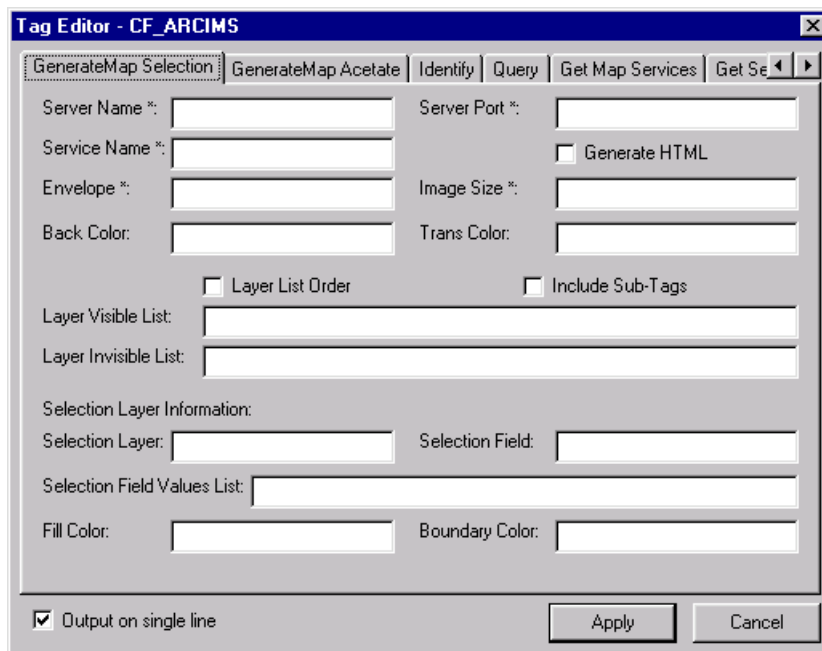 Tag Editor - CF_ARCIMS
GenerateMap Selection GenerateMap Acetate Identify Query Get Map Services Get Se
Server Name *: Server Port *:
Service Name *: Generate HTML
Envelope *: Image Size *:
Back Color: Trans Color:
Layer List Order Include Sub-Tags
Layer Visible List:
Layer Invisible List:
Selection Layer Information:
Selection Layer: Selection Field:
Selection Field Values List:
Fill Color: Boundary Color:
Output on single line Apply Cancel